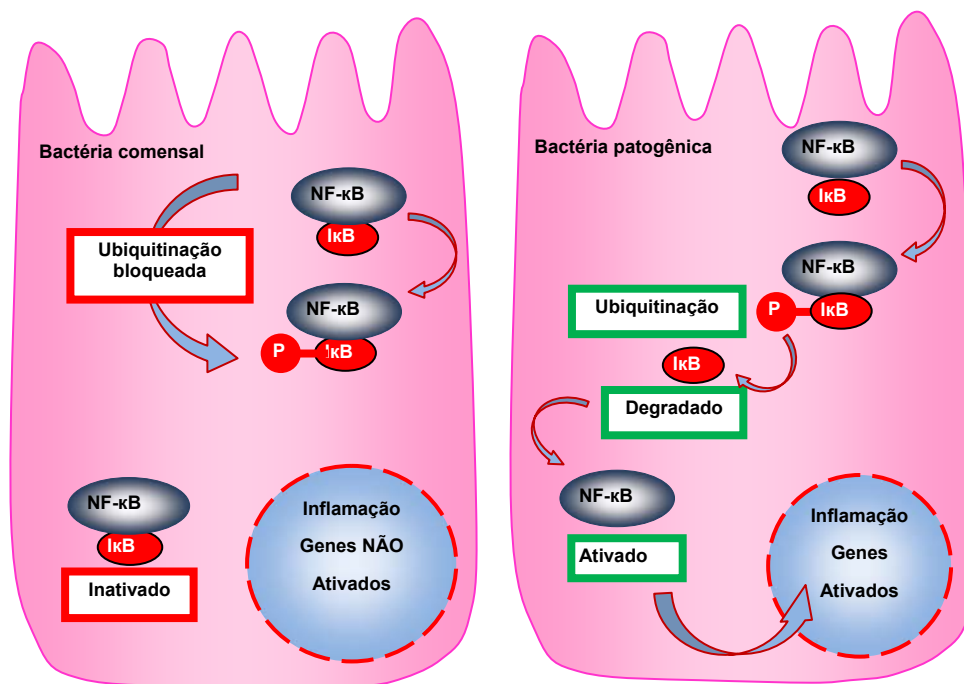 Bactéria comensal
NF-κB
IκB
Ubiquitinação
bloqueada
NF-κB
P
IκB
NF-κB
IκB
Inativado
Inflamação
Genes NÃO
Ativados
Bactéria patogênica
NF-κB
IκB
NF-κB
P
IκB
Ubiquitinação
IκB
Degradado
NF-κB
Ativado
Inflamação
Genes
Ativados